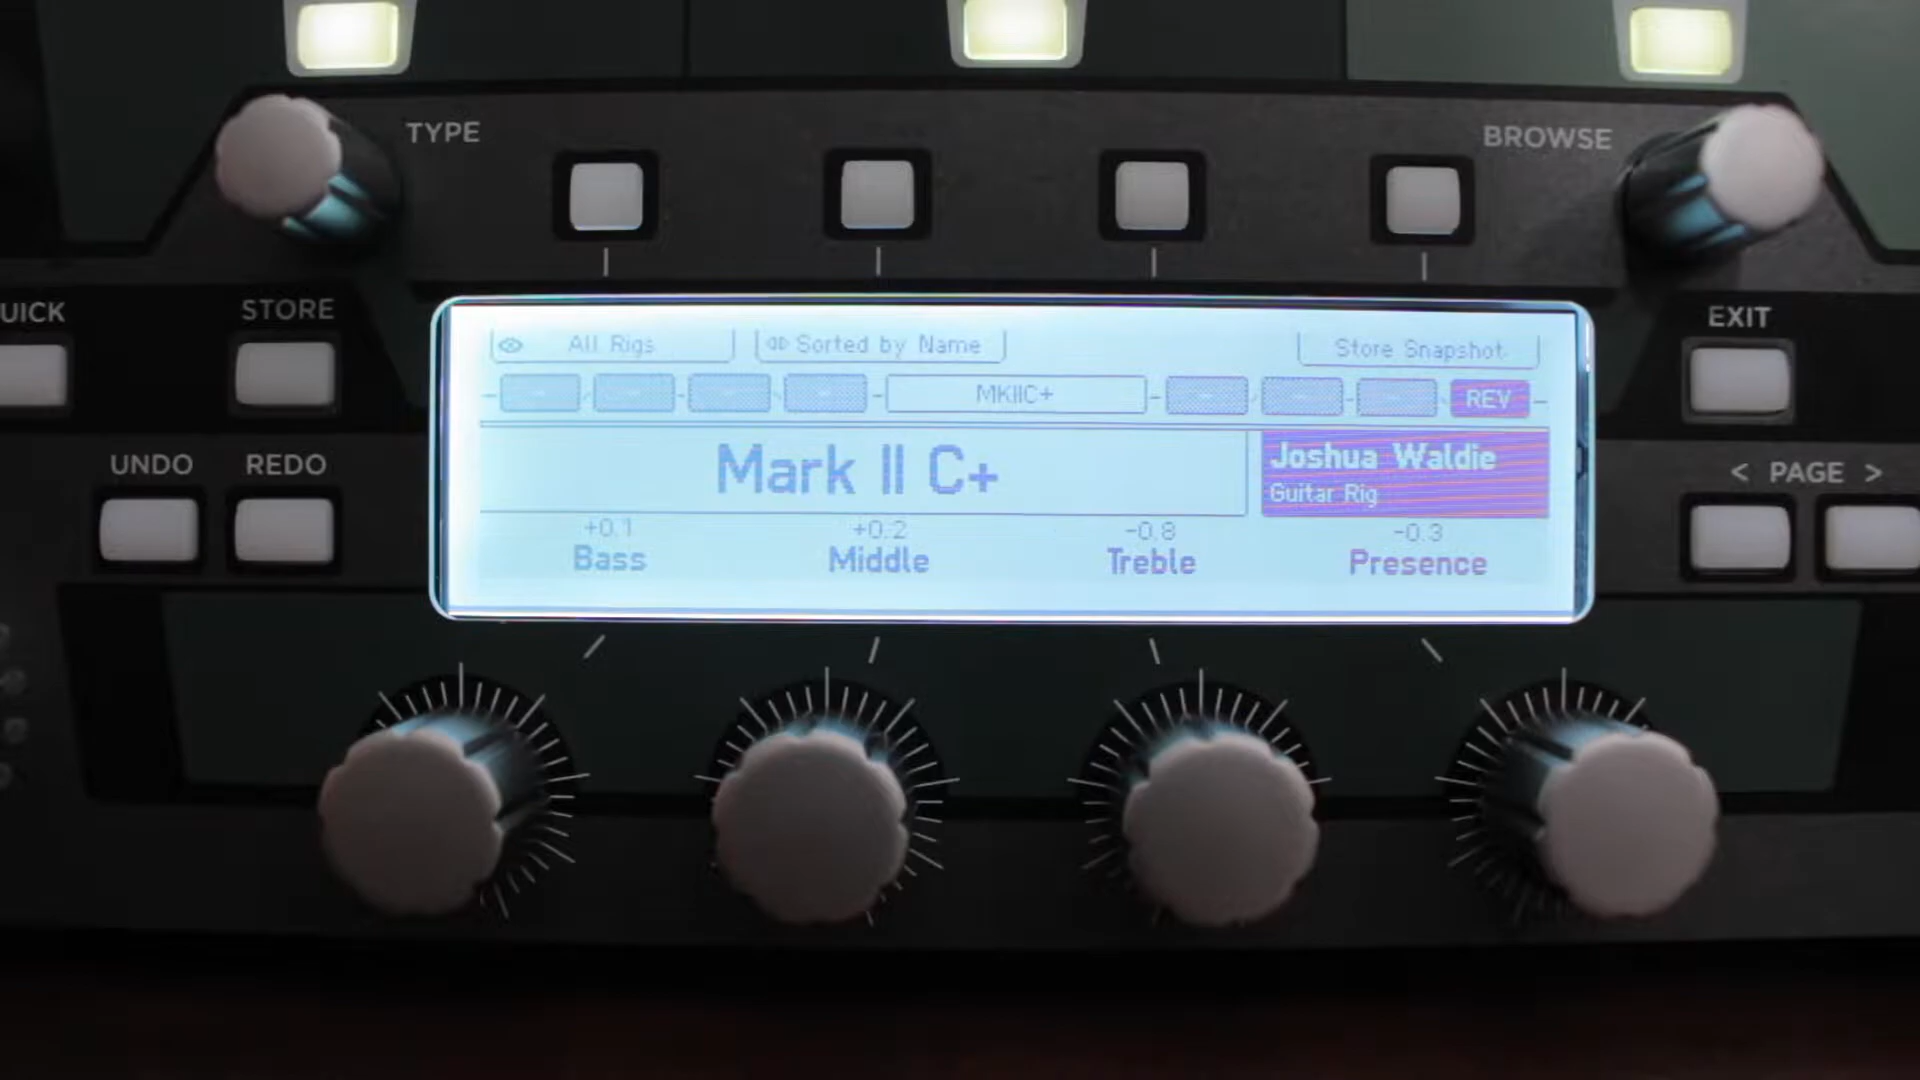 TYPE
BROWSE
UICK
STORE
EXIT
All Rigs
Sorted by Name
Store Snapshot
MKIIC+
REV
Mark II C+
Joshua Waldie
Guitar Rig
UNDO
REDO
< PAGE >
+0.1
+0.2
-0.8
-0.3
Bass
Middle
Treble
Presence